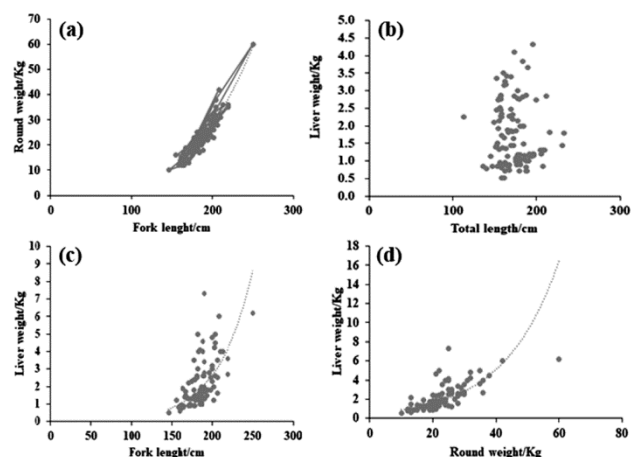 (a)
Round weight/Kg
70
60
50
40
30
20
10
0
0 50 100 150 200 250 300
Fork lenght/cm
(b)
Liver weight/Kg
5.0
4.5
4.0
3.5
3.0
2.5
2.0
1.5
1.0
0.5
0.0
0 100 200 300
Total length/cm
(c)
Liver weight/Kg
10
9
8
7
6
5
4
3
2
1
0
0 50 100 150 200 250 300
Fork lenght/cm
(d)
Liver weight/Kg
18
16
14
12
10
8
6
4
2
0
0 20 40 60 80
Round weight/Kg